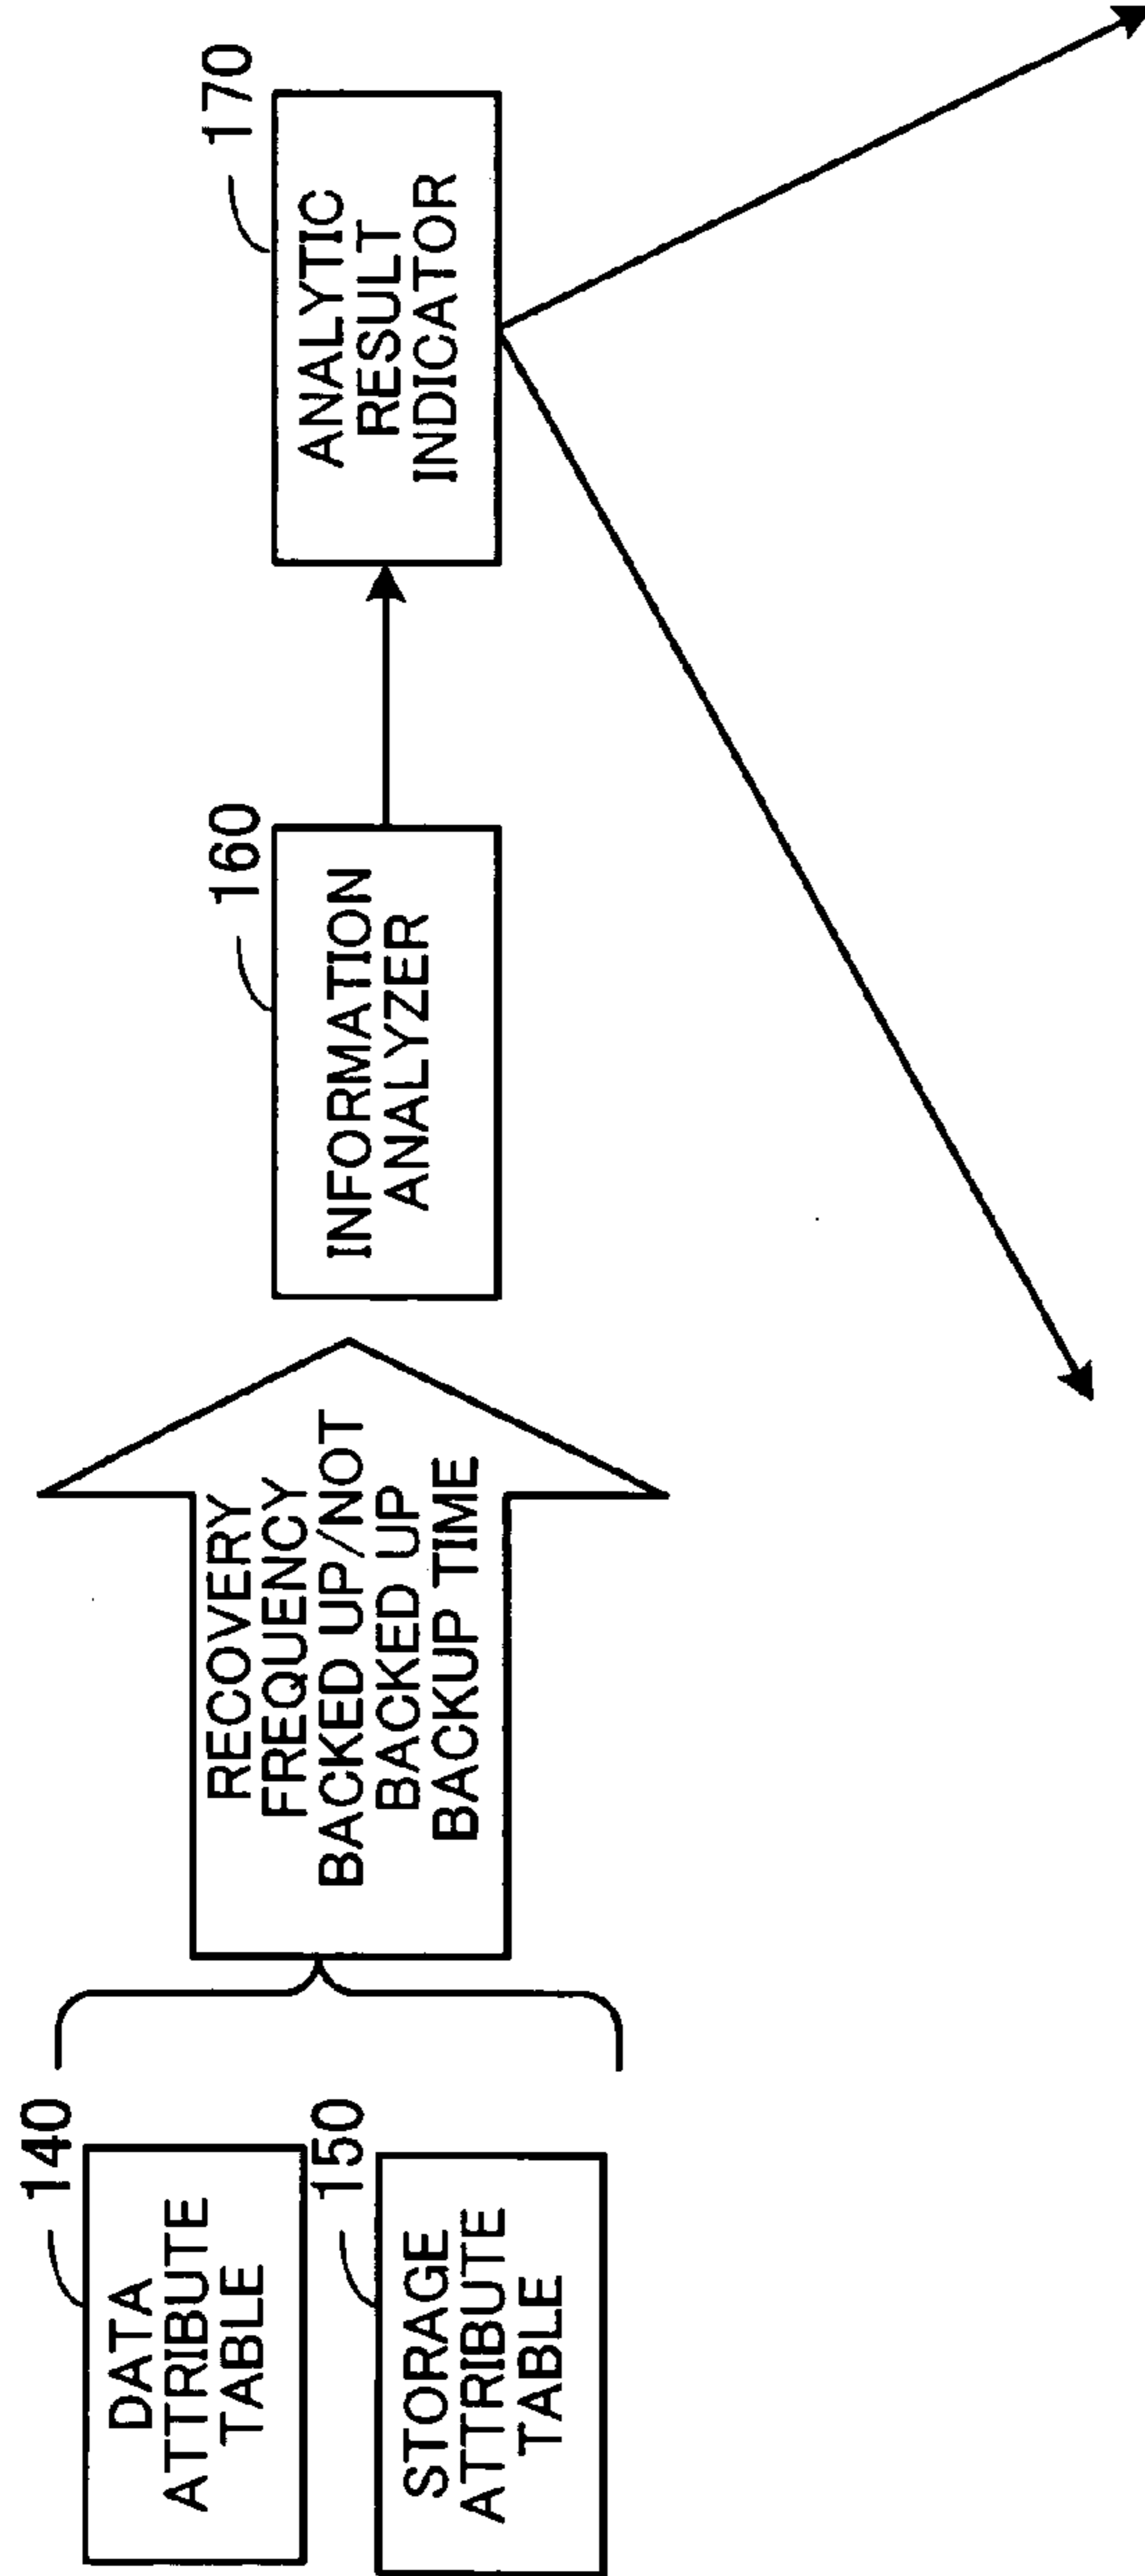 140
DATA
ATTRIBUTE
TABLE
150
STORAGE
ATTRIBUTE
TABLE
RECOVERY
FREQUENCY
BACKED UP/NOT
BACKED UP
BACKUP TIME
160
INFORMATION
ANALYZER
170
ANALYTIC
RESULT
INDICATOR